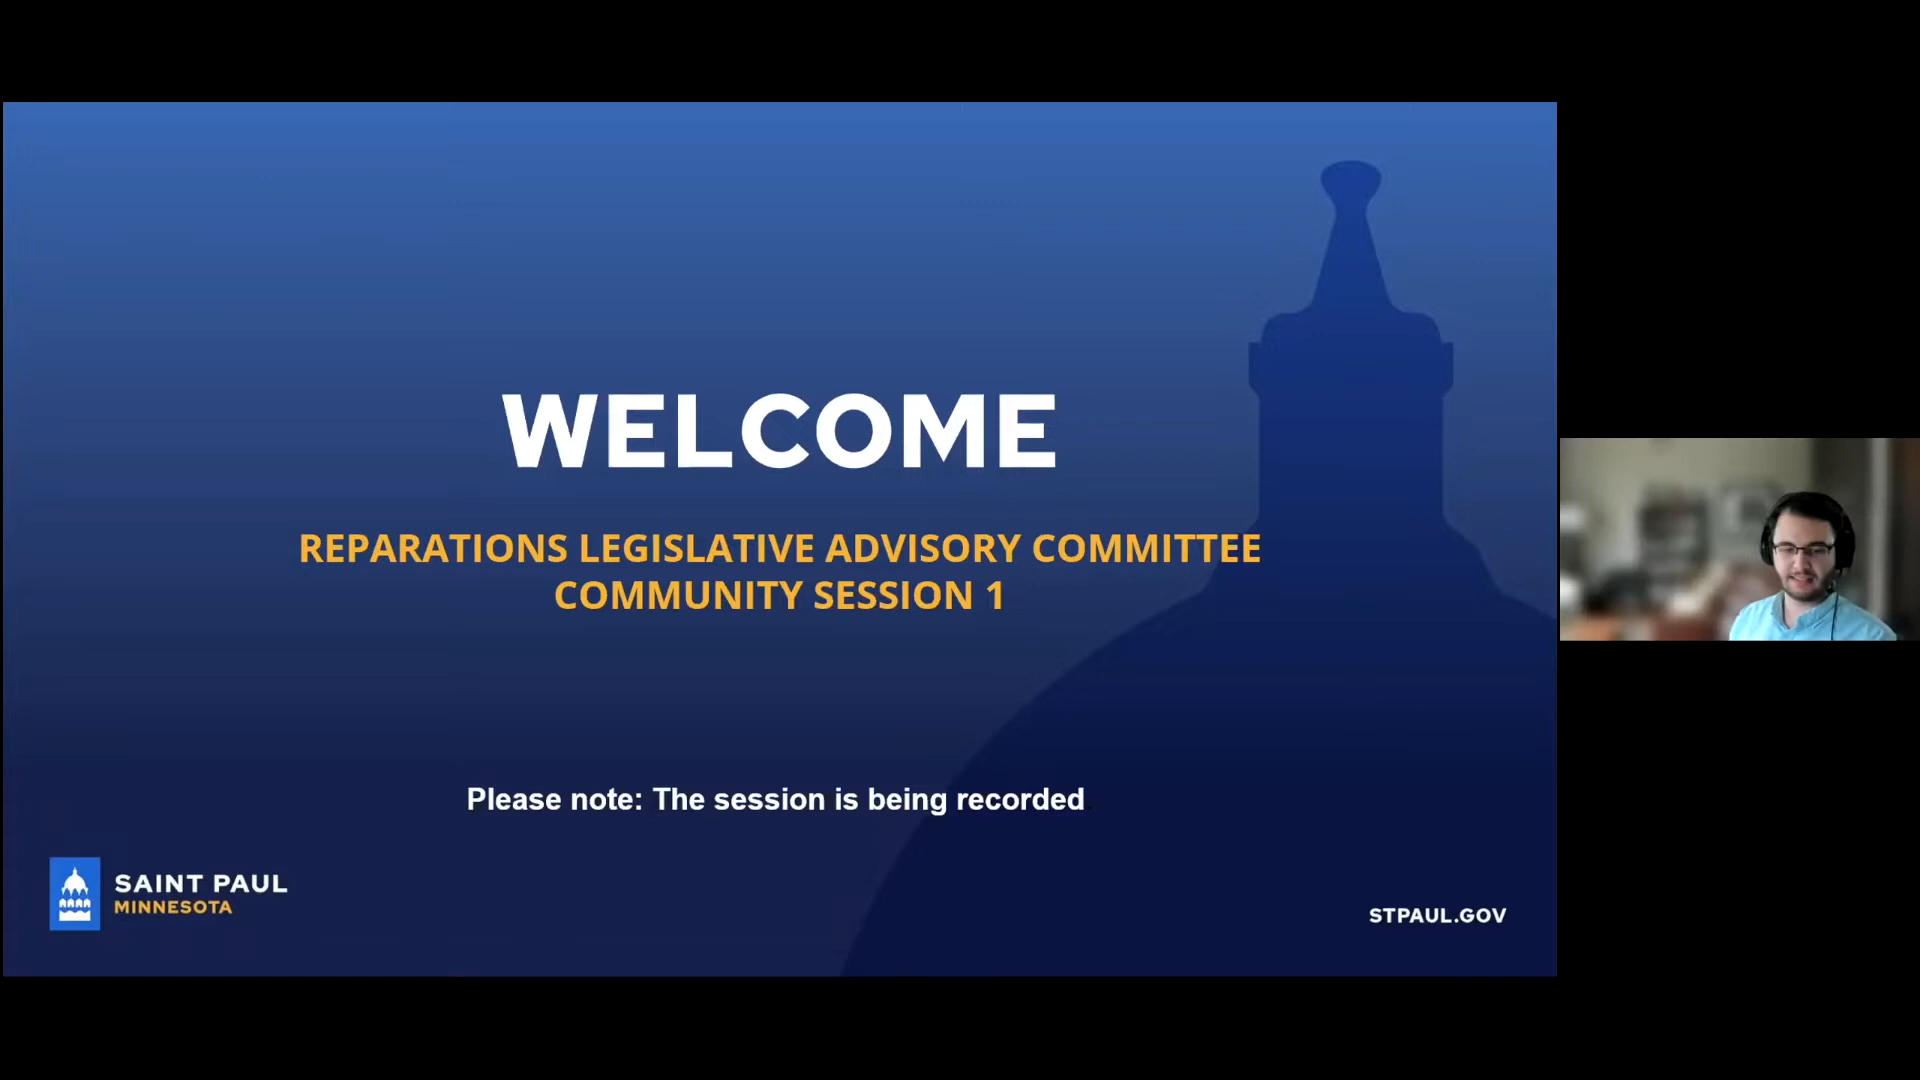 WELCOME
REPARATIONS LEGISLATIVE ADVISORY COMMITTEE
COMMUNITY SESSION 1
Please note: The session is being recorded
SAINT PAUL
MINNESOTA
STPAUL.GOV